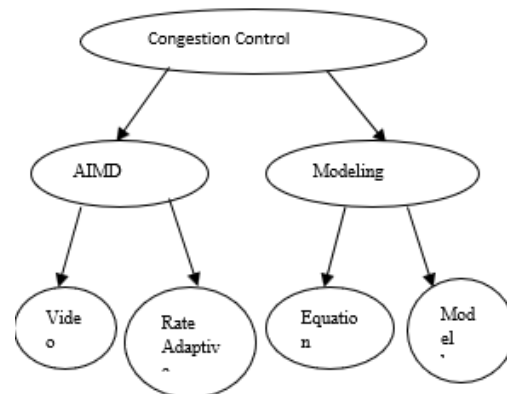 Congestion Control
AIMD
Modeling
Vide
o
Rate
Adaptiv
Equatio
n
Mod
el